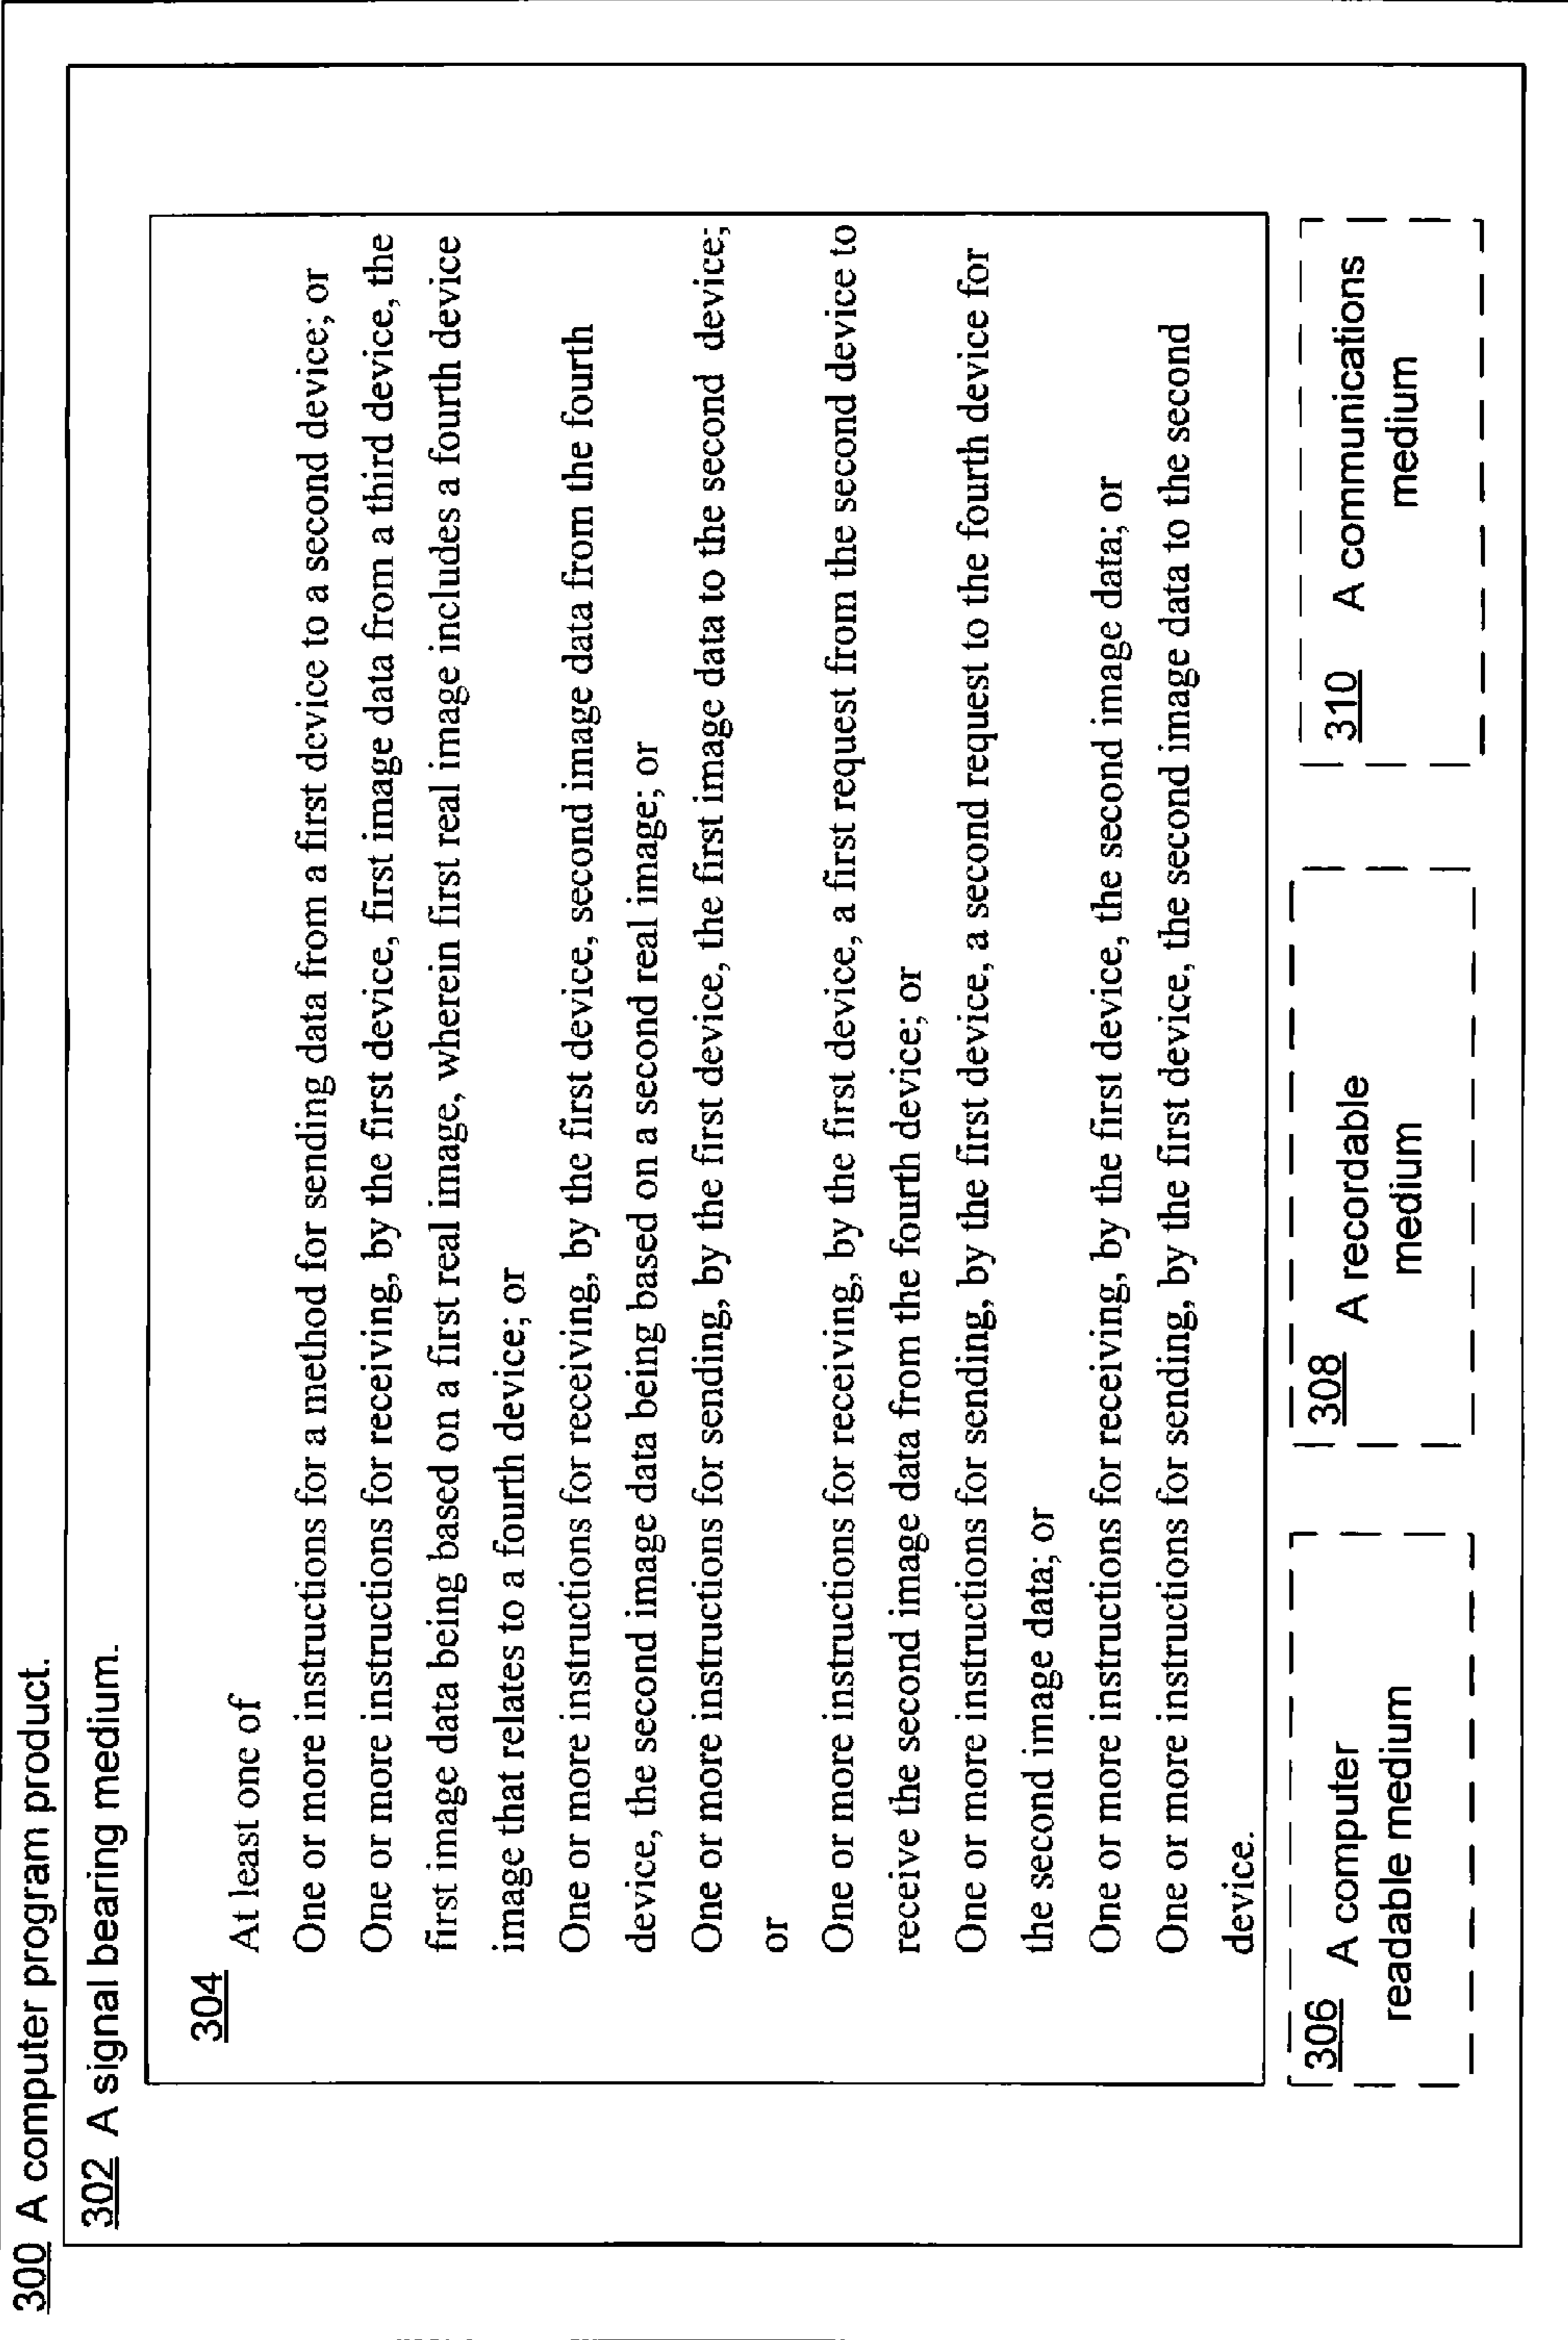 300 A computer program product.
302 A signal bearing medium.
304
At least one of
One or more instructions for a method for sending data from a first device to a second device; or
One or more instructions for receiving, by the first device, first image data from a third device, the
first image data being based on a first real image, wherein first real image includes a fourth device
image that relates to a fourth device; or
One or more instructions for receiving, by the first device, second image data from the fourth
device, the second image data being based on a second real image; or
One or more instructions for sending, by the first device, the first image data to the second device;
or
One or more instructions for receiving, by the first device, a first request from the second device to
receive the second image data from the fourth device; or
One or more instructions for sending, by the first device, a second request to the fourth device for
the second image data; or
One or more instructions for receiving, by the first device, the second image data; or
One or more instructions for sending, by the first device, the second image data to the second
device.
306 A computer
readable medium
308 A recordable
medium
310 A communications
medium